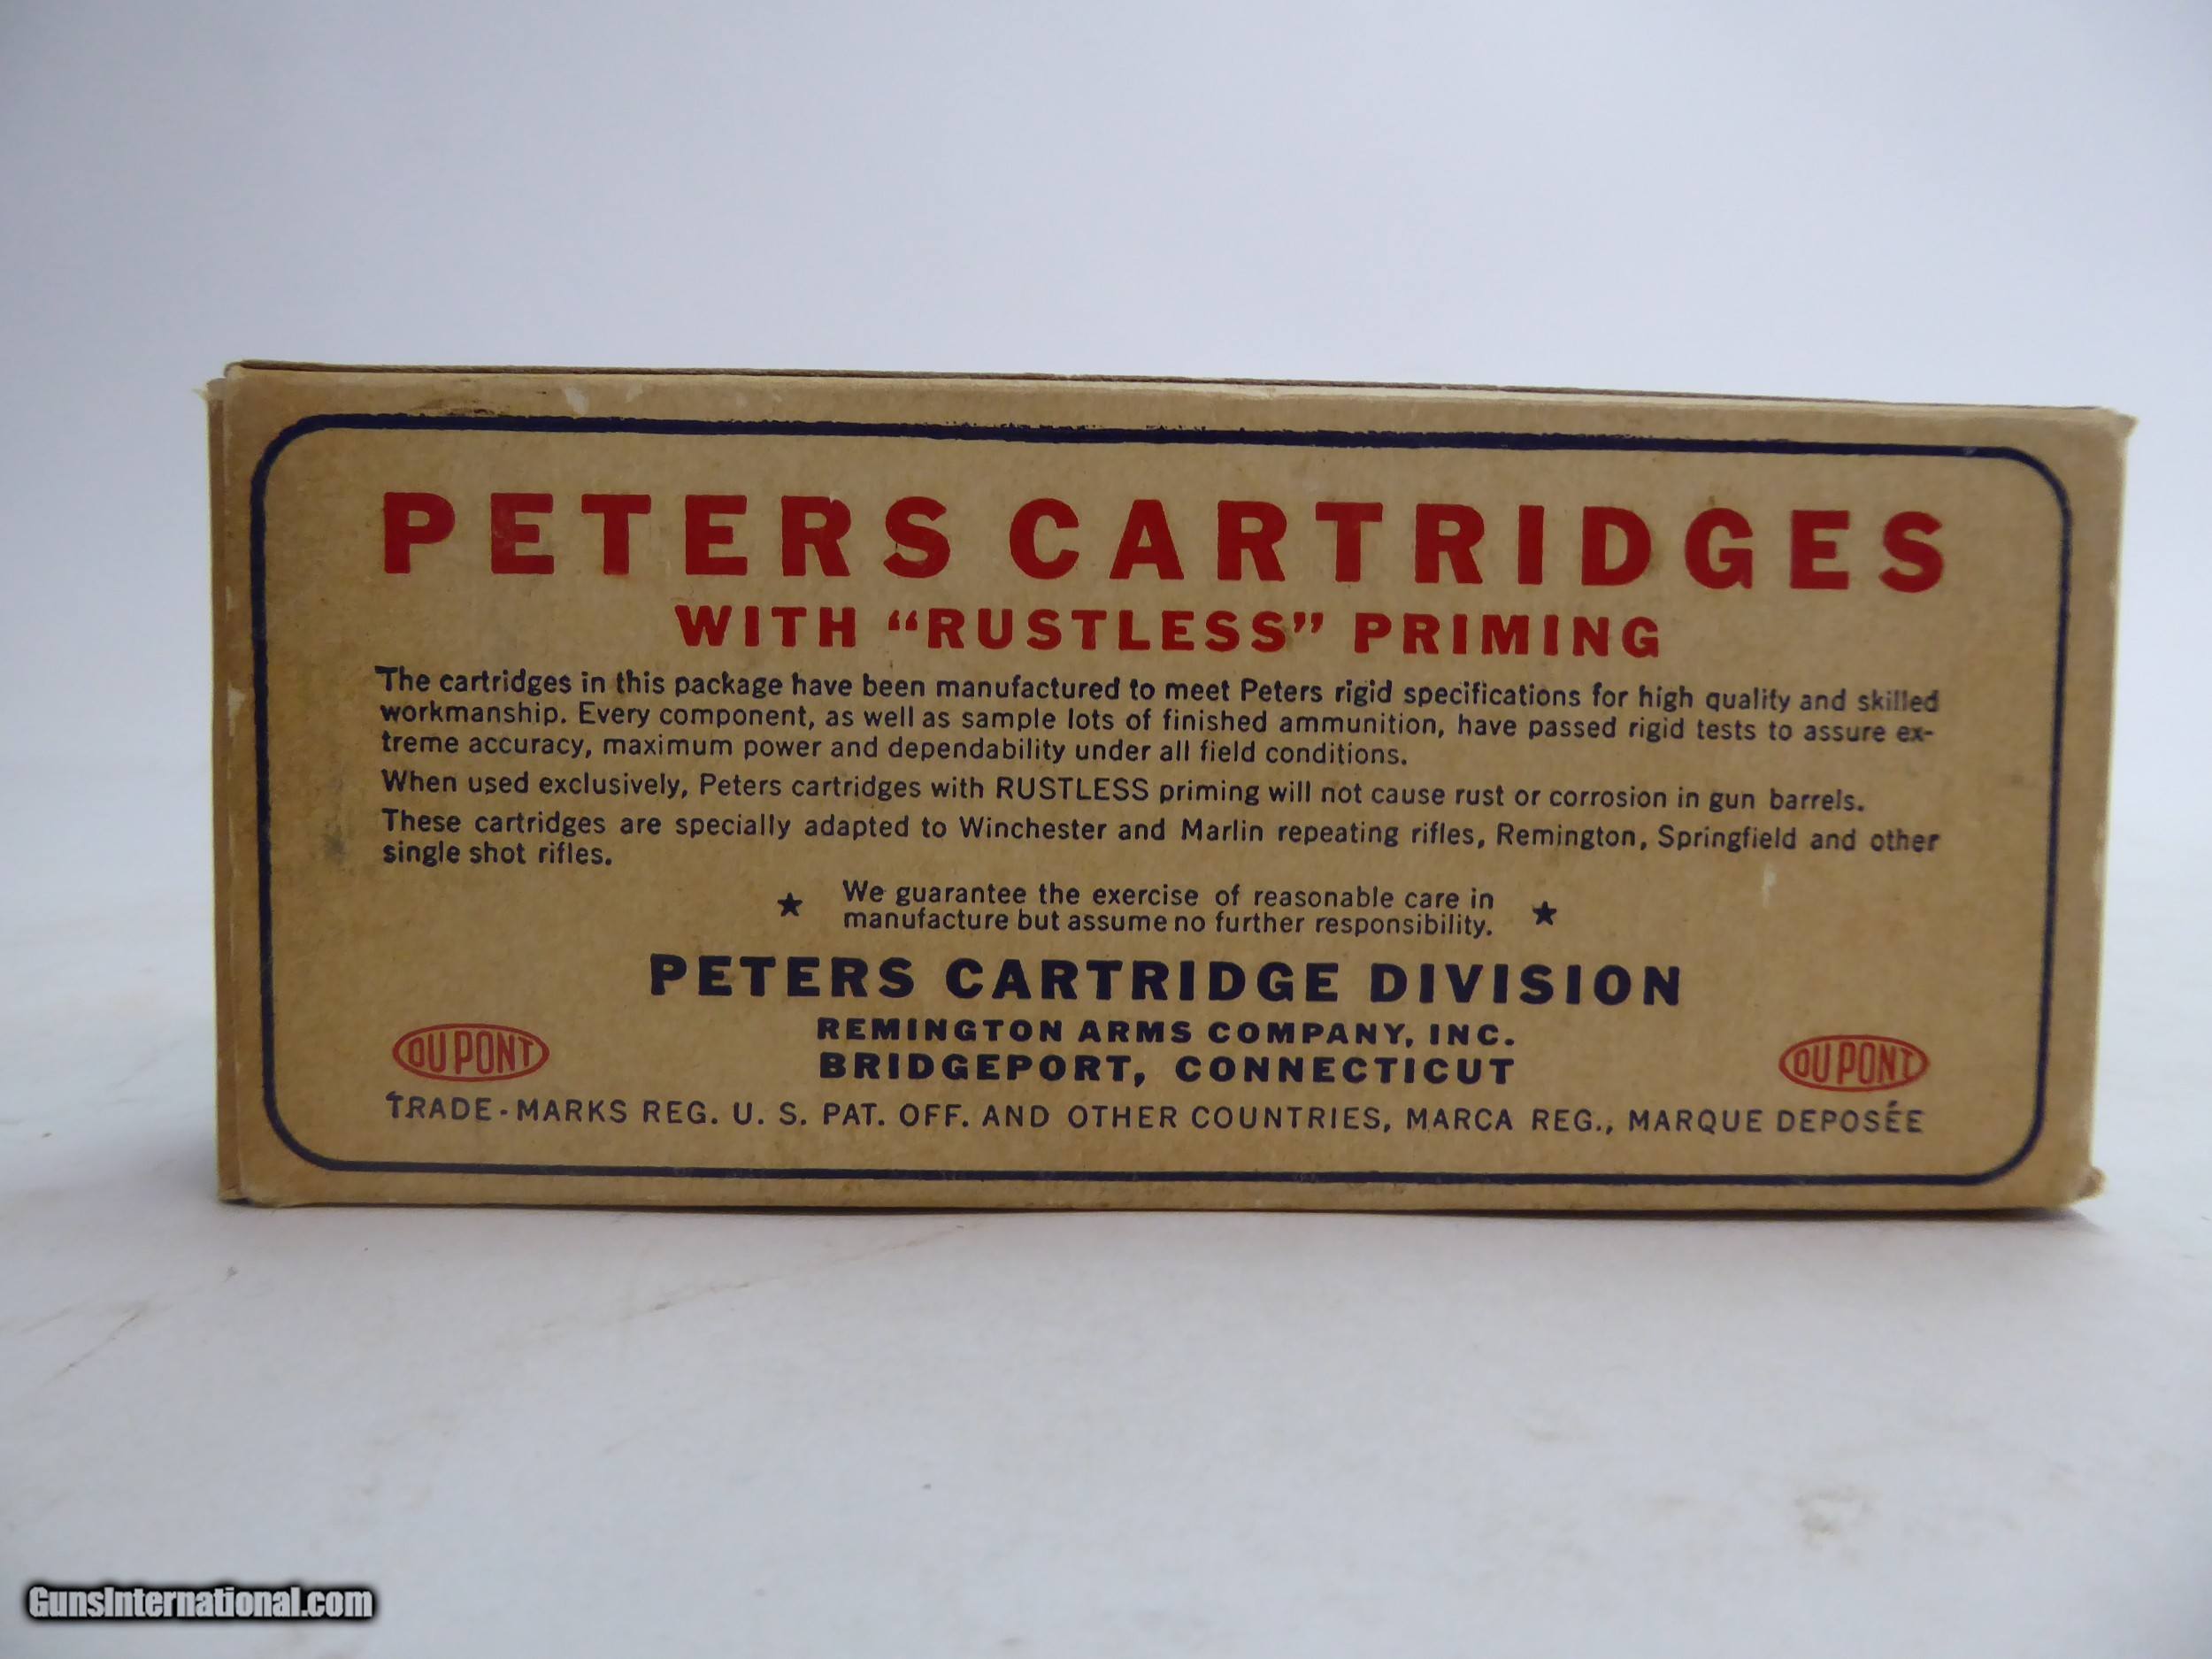 PETERS CARTRIDGES
WITH “RUSTLESS” PRIMING
The cartridges in this package have been manufactured to meet Peters rigid specifications for high quality and skilled
workmanship. Every component, as well as sample lots of finished ammunition, have passed rigid tests to assure ex-
treme accuracy, maximum power and dependability under all field conditions.
When used exclusively, Peters cartridges with RUSTLESS priming will not cause rust or corrosion in gun barrels.
These cartridges are specially adapted to Winchester and Marlin repeating rifles, Remington, Springfield and other
single shot rifles.
★ We guarantee the exercise of reasonable care in ★
manufacture but assume no further responsibility.
PETERS CARTRIDGE DIVISION
REMINGTON ARMS COMPANY, INC.
BRIDGEPORT, CONNECTICUT
DU PONT
DU PONT
TRADE-MARKS REG. U. S. PAT. OFF. AND OTHER COUNTRIES, MARCA REG., MARQUE DEPOSÉE
GunsInternational.com